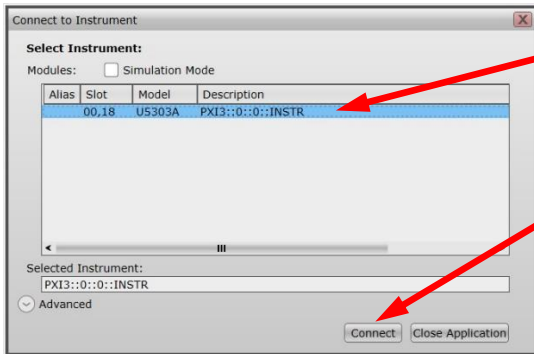 Connect to Instrument
Select Instrument:
Modules: Simulation Mode
Alias Slot Model Description
00,18 U5303A PXI3::0::0::INSTR
Selected Instrument:
PXI3::0::0::INSTR
Advanced
Connect Close Application